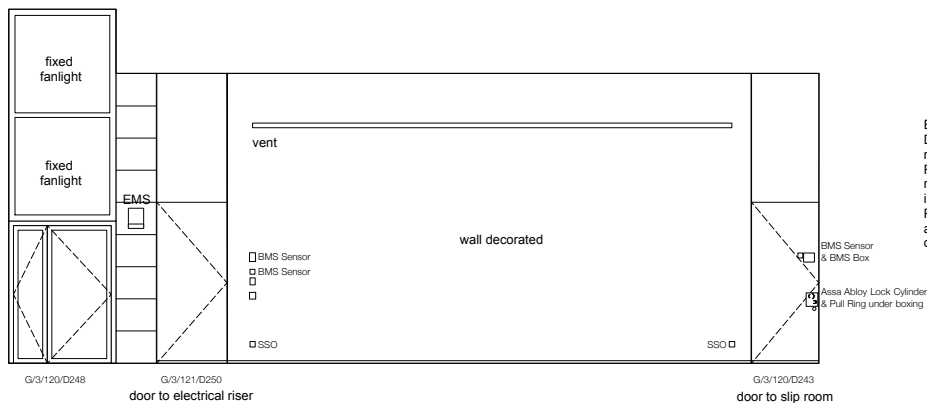 fixed
fanlight
fixed
fanlight
EMS
vent
wall decorated
BMS Sensor
BMS Sensor
BMS Sensor
& BMS Box
Assa Abloy Lock Cylinder
& Pull Ring under boxing
SSO
SSO
G/3/120/D248
G/3/121/D250
G/3/120/D243
door to electrical riser
door to slip room